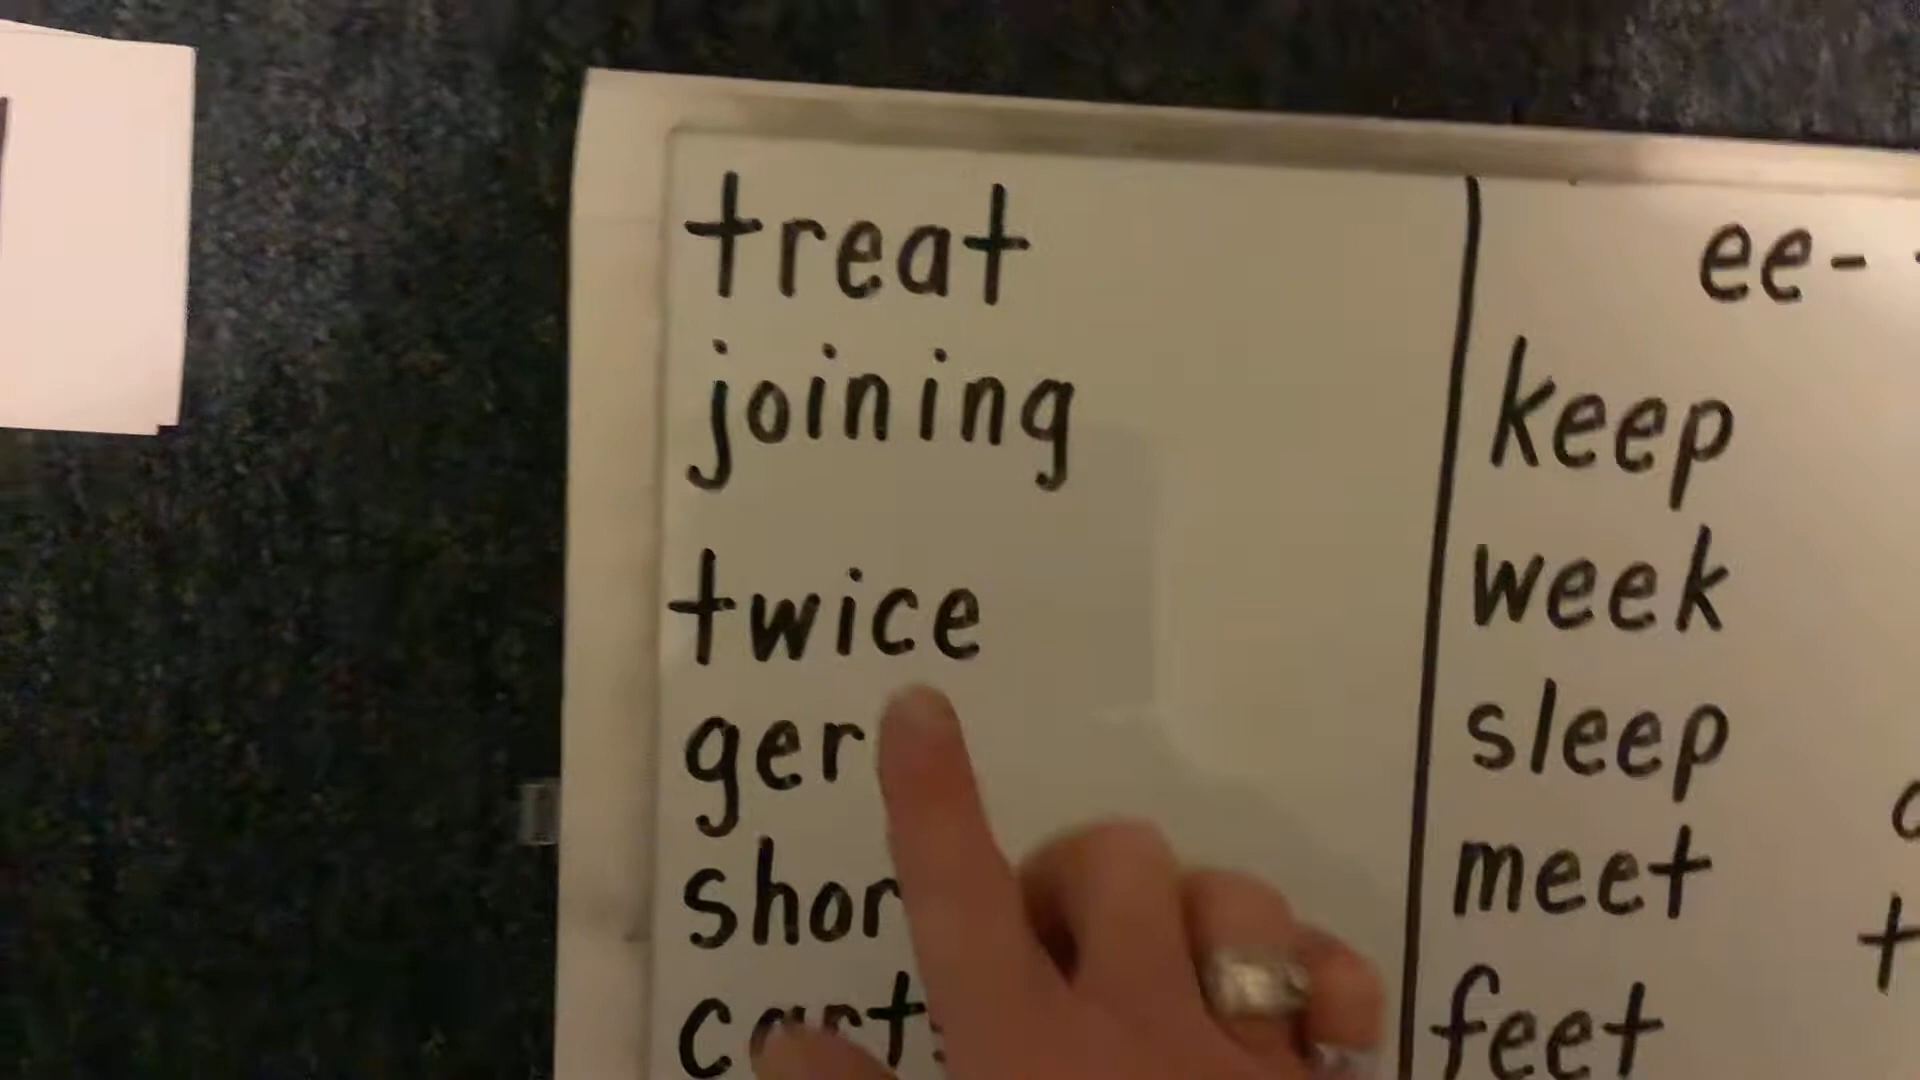 treat
joining
twice
ee-
keep
week
sleep
meet
feet